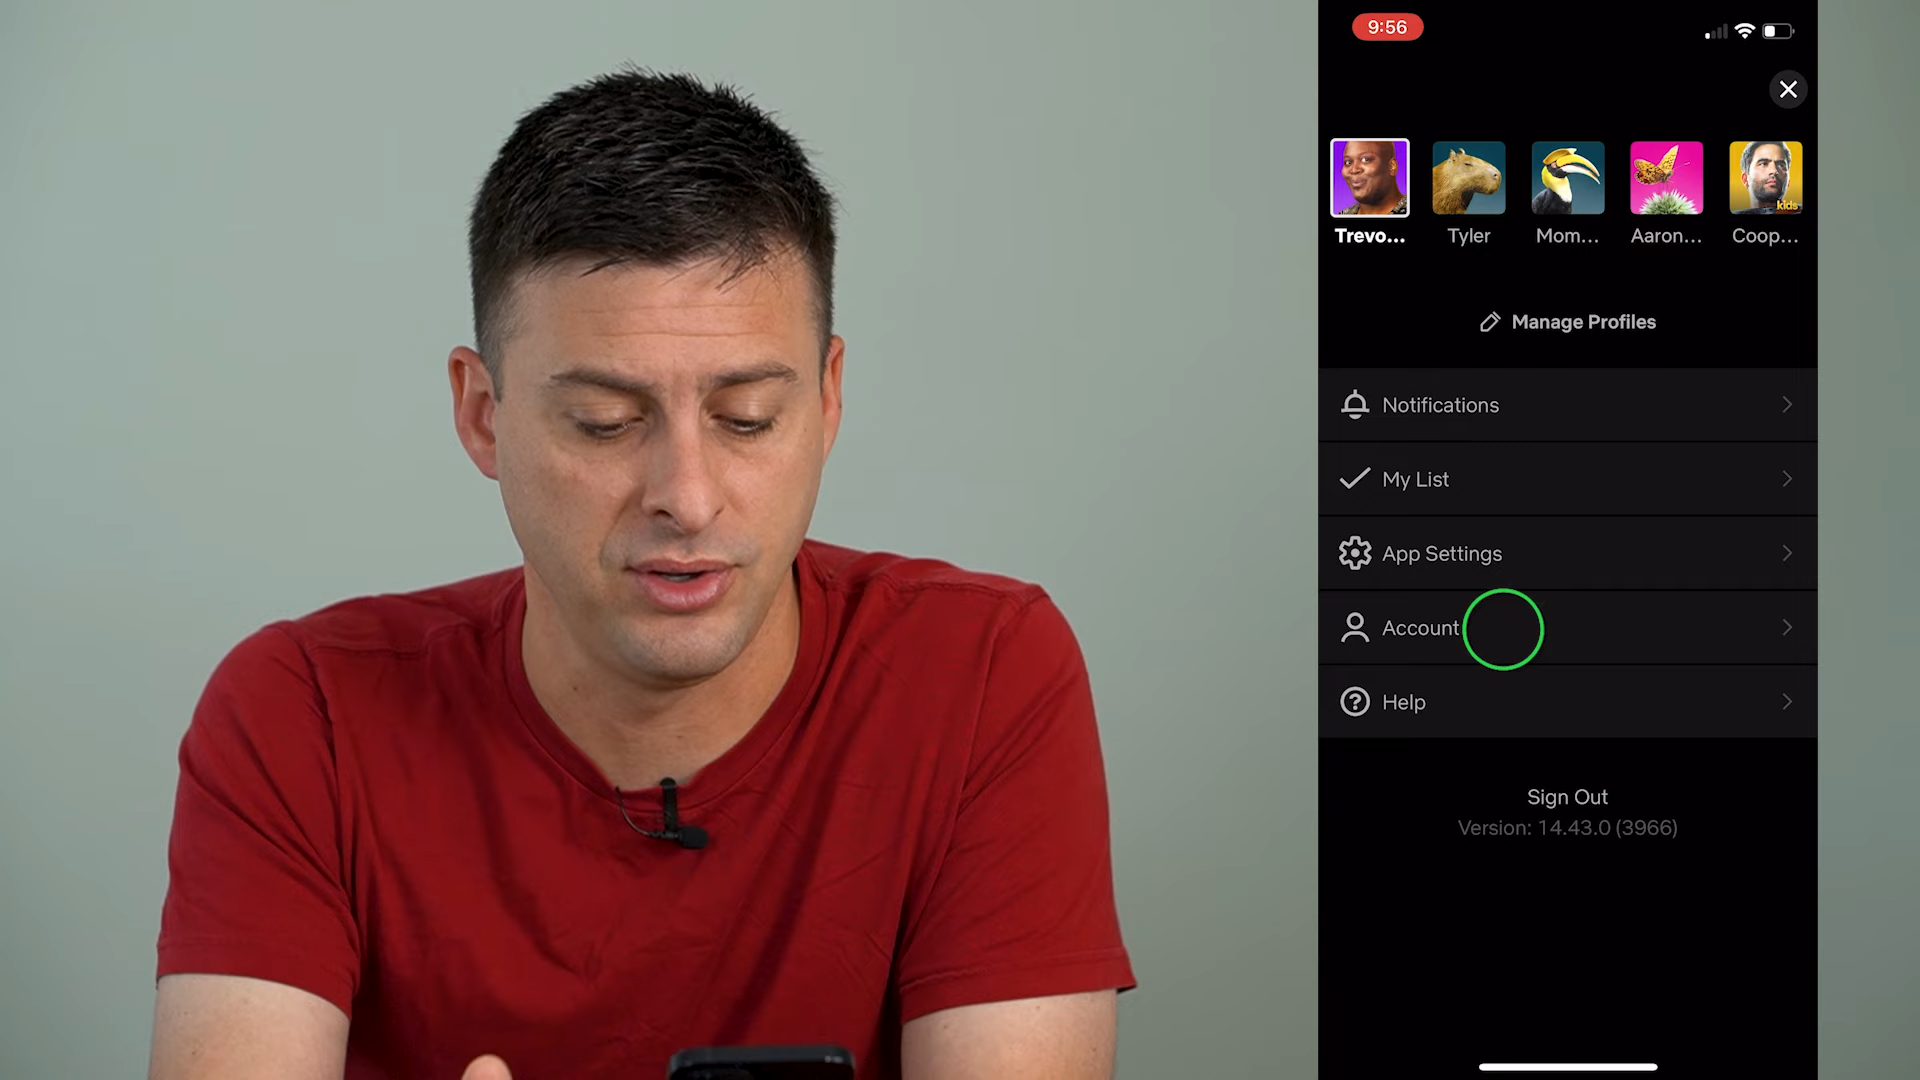 9:56
Trevo... Tyler Mom... Aaron... Coop...
kids
Manage Profiles
Notifications
My List
App Settings
Account
Help
Sign Out
Version: 14.43.0 (3966)